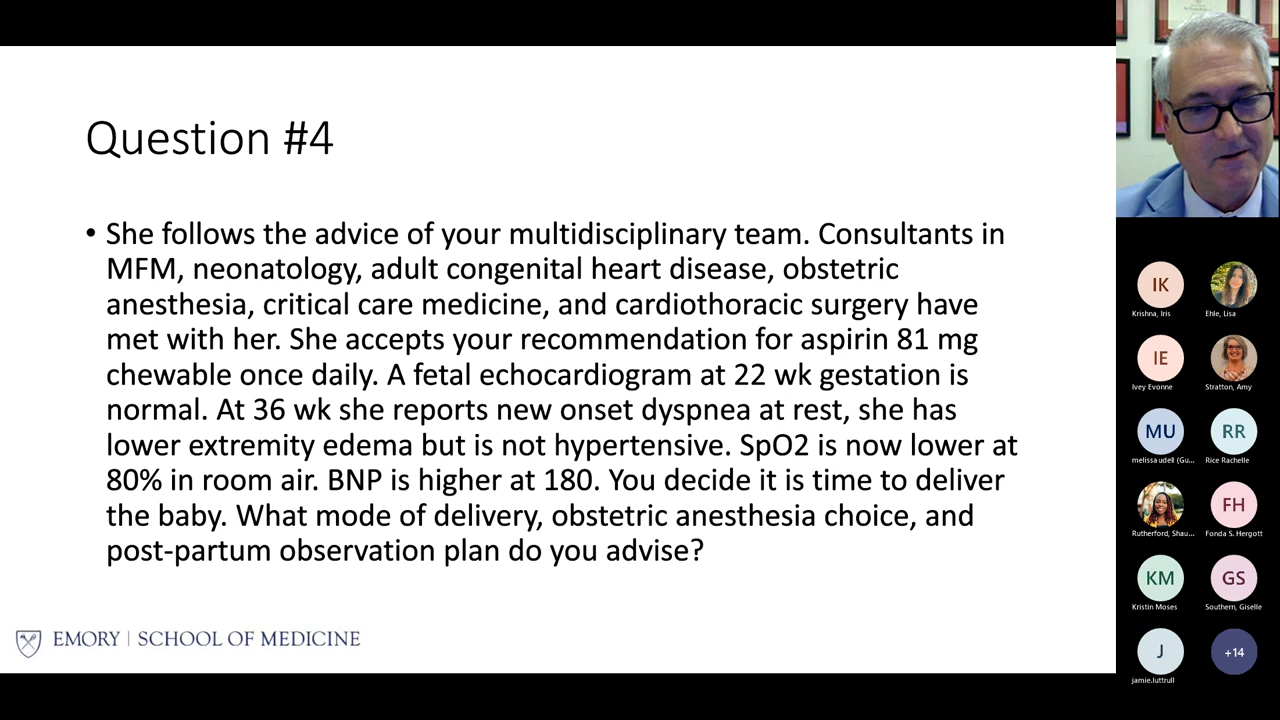 Question #4
• She follows the advice of your multidisciplinary team. Consultants in
MFM, neonatology, adult congenital heart disease, obstetric
anesthesia, critical care medicine, and cardiothoracic surgery have
met with her. She accepts your recommendation for aspirin 81 mg
chewable once daily. A fetal echocardiogram at 22 wk gestation is
normal. At 36 wk she reports new onset dyspnea at rest, she has
lower extremity edema but is not hypertensive. SpO2 is now lower at
80% in room air. BNP is higher at 180. You decide it is time to deliver
the baby. What mode of delivery, obstetric anesthesia choice, and
post-partum observation plan do you advise?
EMORY | SCHOOL OF MEDICINE
IK
Krishna, Iris
Ehle, Lisa
IE
Ivey Evonne
Stratton, Amy
MU
RR
melissa udell (Gu...
Rice Rachelle
FH
Rutherford, Shau...
Fonda S. Hergott
KM
GS
Kristin Moses
Southern, Giselle
J
+14
jamie.luttrull